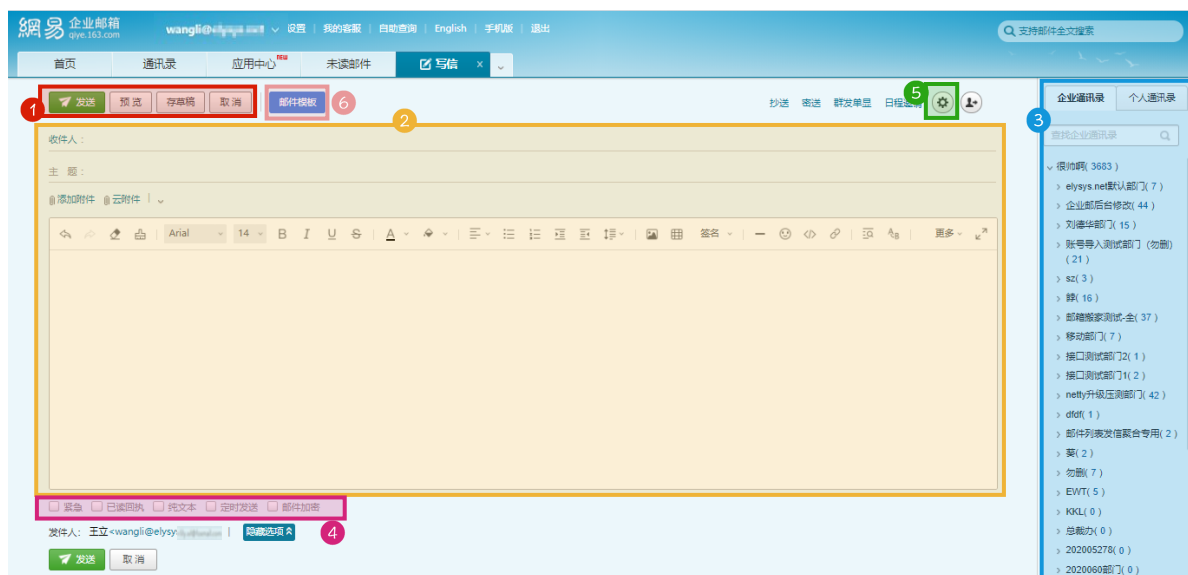 網易 企业邮箱 qiye.163.com wangli@ 设置 | 我的客服 | 自助查询 | English | 手机版 | 退出 支持邮件全文搜索
首页 通讯录 应用中心 未读邮件 写信 ×
1 发送 预览 存草稿 取消 邮件模板 6 抄送 密送 群发单显 5
2
收件人：
主 题：
添加附件 云附件 |
Arial 14 B I U S A 签名 更多
紧急 已读回执 纯文本 定时发送 邮件加密
发件人： 王立<wangli@elysy | 隐藏选项 4
发送 取消
企业通讯录 个人通讯录
3
查找企业通讯录
很帅啊( 3683 )
elysys.net默认部门( 7 )
企业邮后台修改( 44 )
刘德华部门( 15 )
账号导入测试部门 (勿删)
( 21 )
sz( 3 )
( 16 )
邮箱搬家测试-全( 37 )
移动部门( 7 )
接口测试部门2( 1 )
接口测试部门1( 2 )
netty升级压测部门( 42 )
dfdf( 1 )
邮件列表发信聚合专用( 2 )
葵( 2 )
勿删( 7 )
EWT( 5 )
KKL( 0 )
总裁办( 0 )
202005278( 0 )
2020060部门( 0 )